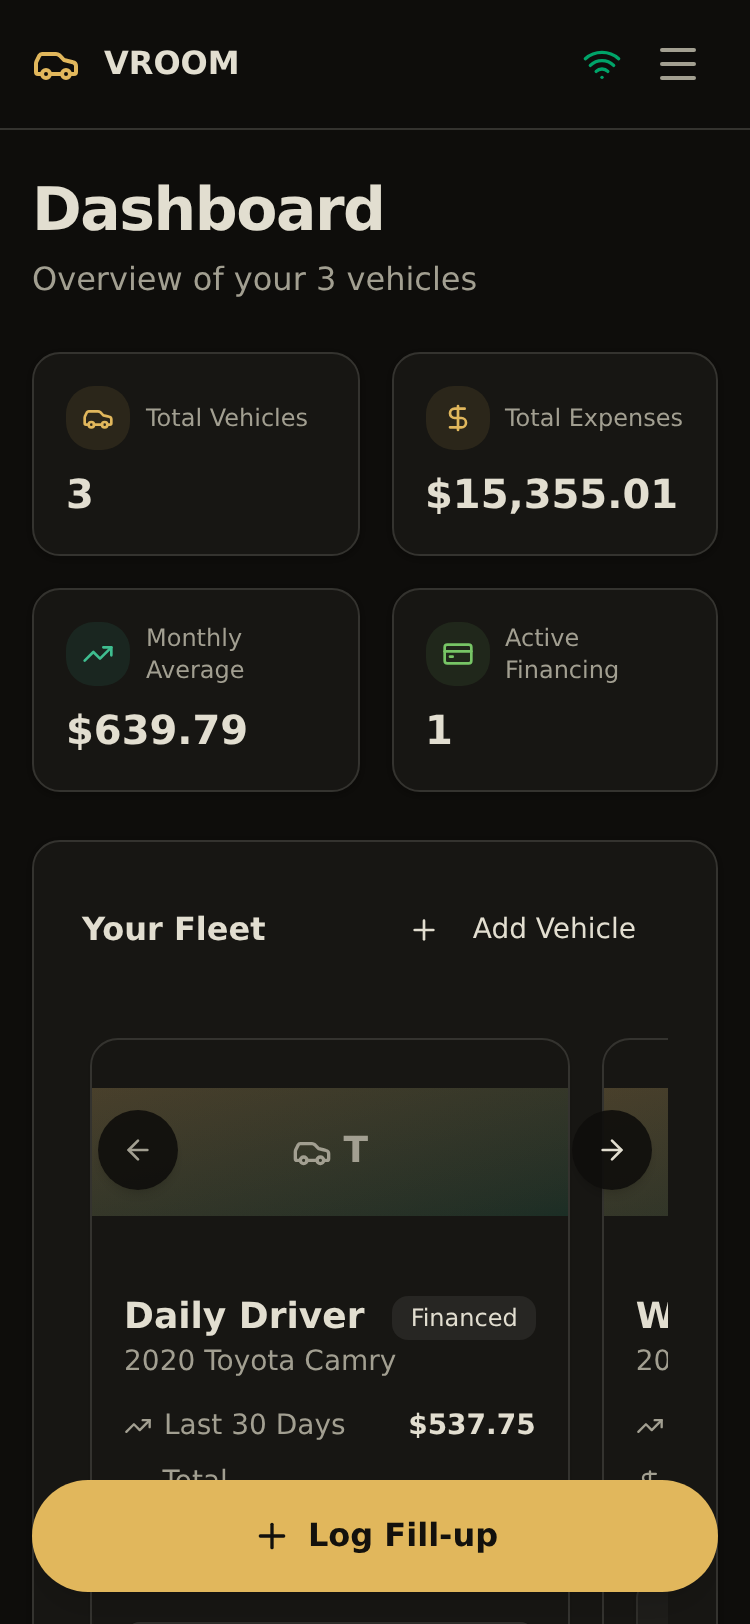 VROOM
Dashboard
Overview of your 3 vehicles
Total Vehicles
3
Total Expenses
$15,355.01
Monthly
Average
$639.79
Active
Financing
1
Your Fleet
Add Vehicle
T
Daily Driver
Financed
2020 Toyota Camry
Last 30 Days
$537.75
Total
W
20
Log Fill-up